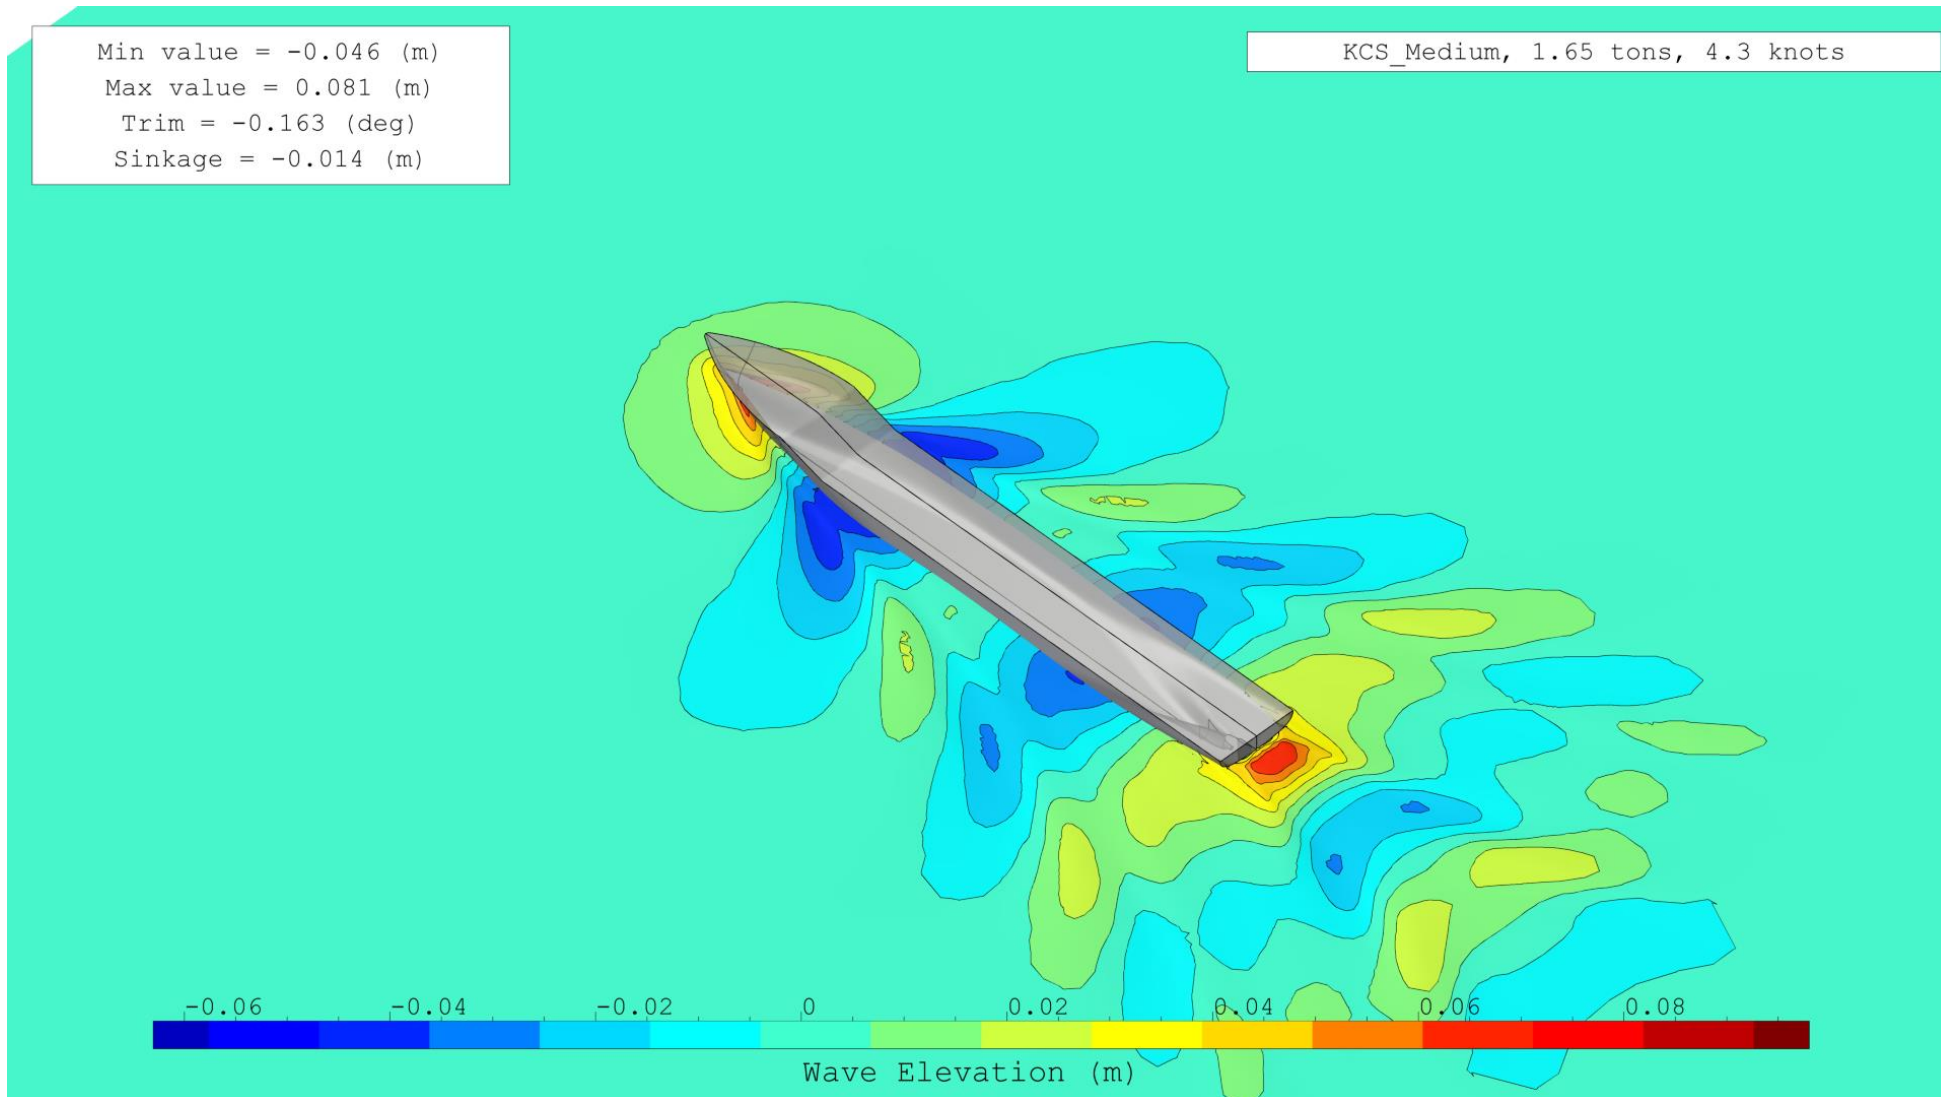 Min value = -0.046 (m)
Max value = 0.081 (m)
Trim = -0.163 (deg)
Sinkage = -0.014 (m)
KCS_Medium, 1.65 tons, 4.3 knots
-0.06 -0.04 -0.02 0 0.02 0.04 0.06 0.08
Wave Elevation (m)